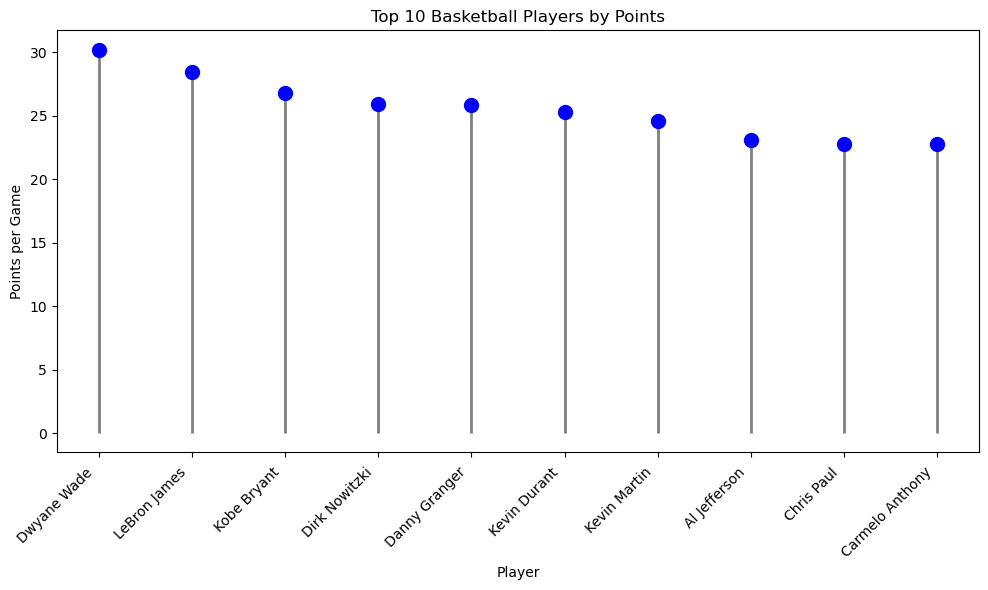 Top 10 Basketball Players by Points
Points per Game
30
25
20
15
10
5
0
Dwyane Wade
LeBron James
Kobe Bryant
Dirk Nowitzki
Danny Granger
Kevin Durant
Kevin Martin
Al Jefferson
Chris Paul
Carmelo Anthony
Player